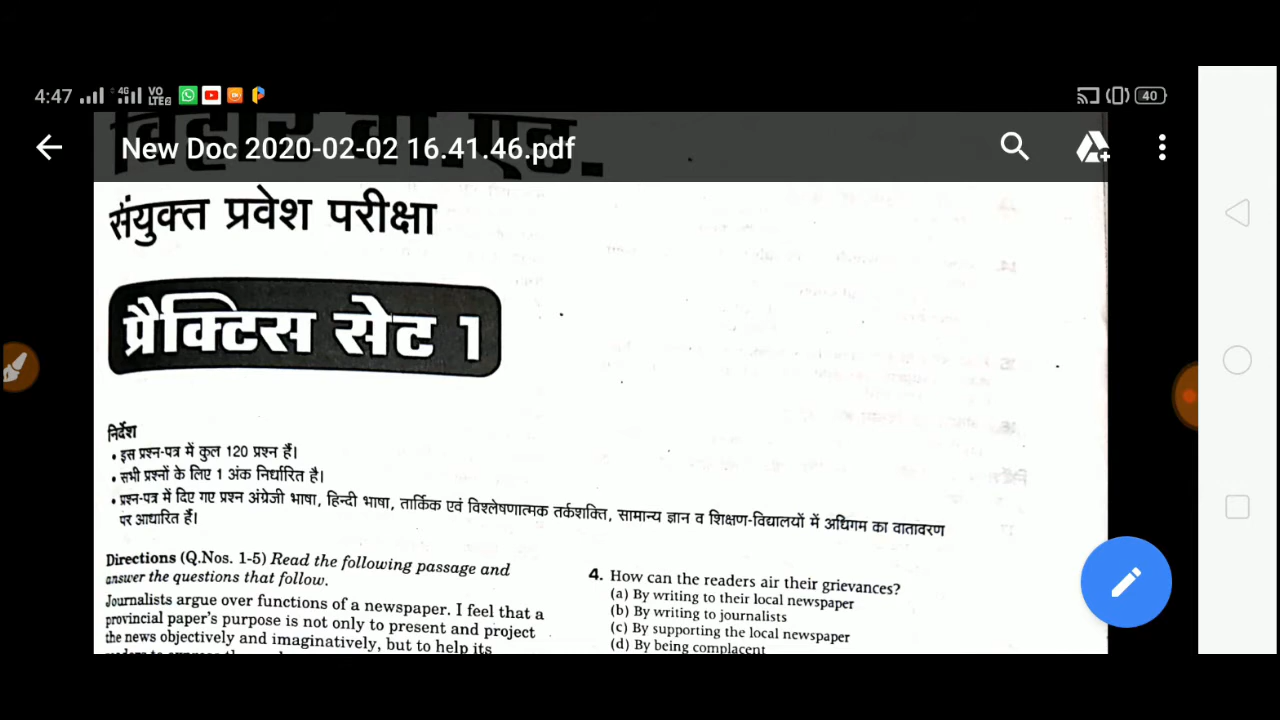 4:47 4G VO LTE 40
बिहार बी.एड.
New Doc 2020-02-02 16.41.46.pdf
संयुक्त प्रवेश परीक्षा
प्रैक्टिस सेट 1
निर्देश
• इस प्रश्न-पत्र में कुल 120 प्रश्न हैं।
• सभी प्रश्नों के लिए 1 अंक निर्धारित है।
• प्रश्न-पत्र में दिए गए प्रश्न अंग्रेजी भाषा, हिन्दी भाषा, तार्किक एवं विश्लेषणात्मक तर्कशक्ति, सामान्य ज्ञान व शिक्षण-विद्यालयों में अधिगम का वातावरण
पर आधारित हैं।
Directions (Q.Nos. 1-5) Read the following passage and
answer the questions that follow.
Journalists argue over functions of a newspaper. I feel that a
provincial paper's purpose is not only to present and project
the news objectively and imaginatively, but to help its
4. How can the readers air their grievances?
(a) By writing to their local newspaper
(b) By writing to journalists
(c) By supporting the local newspaper
(d) By being complacent